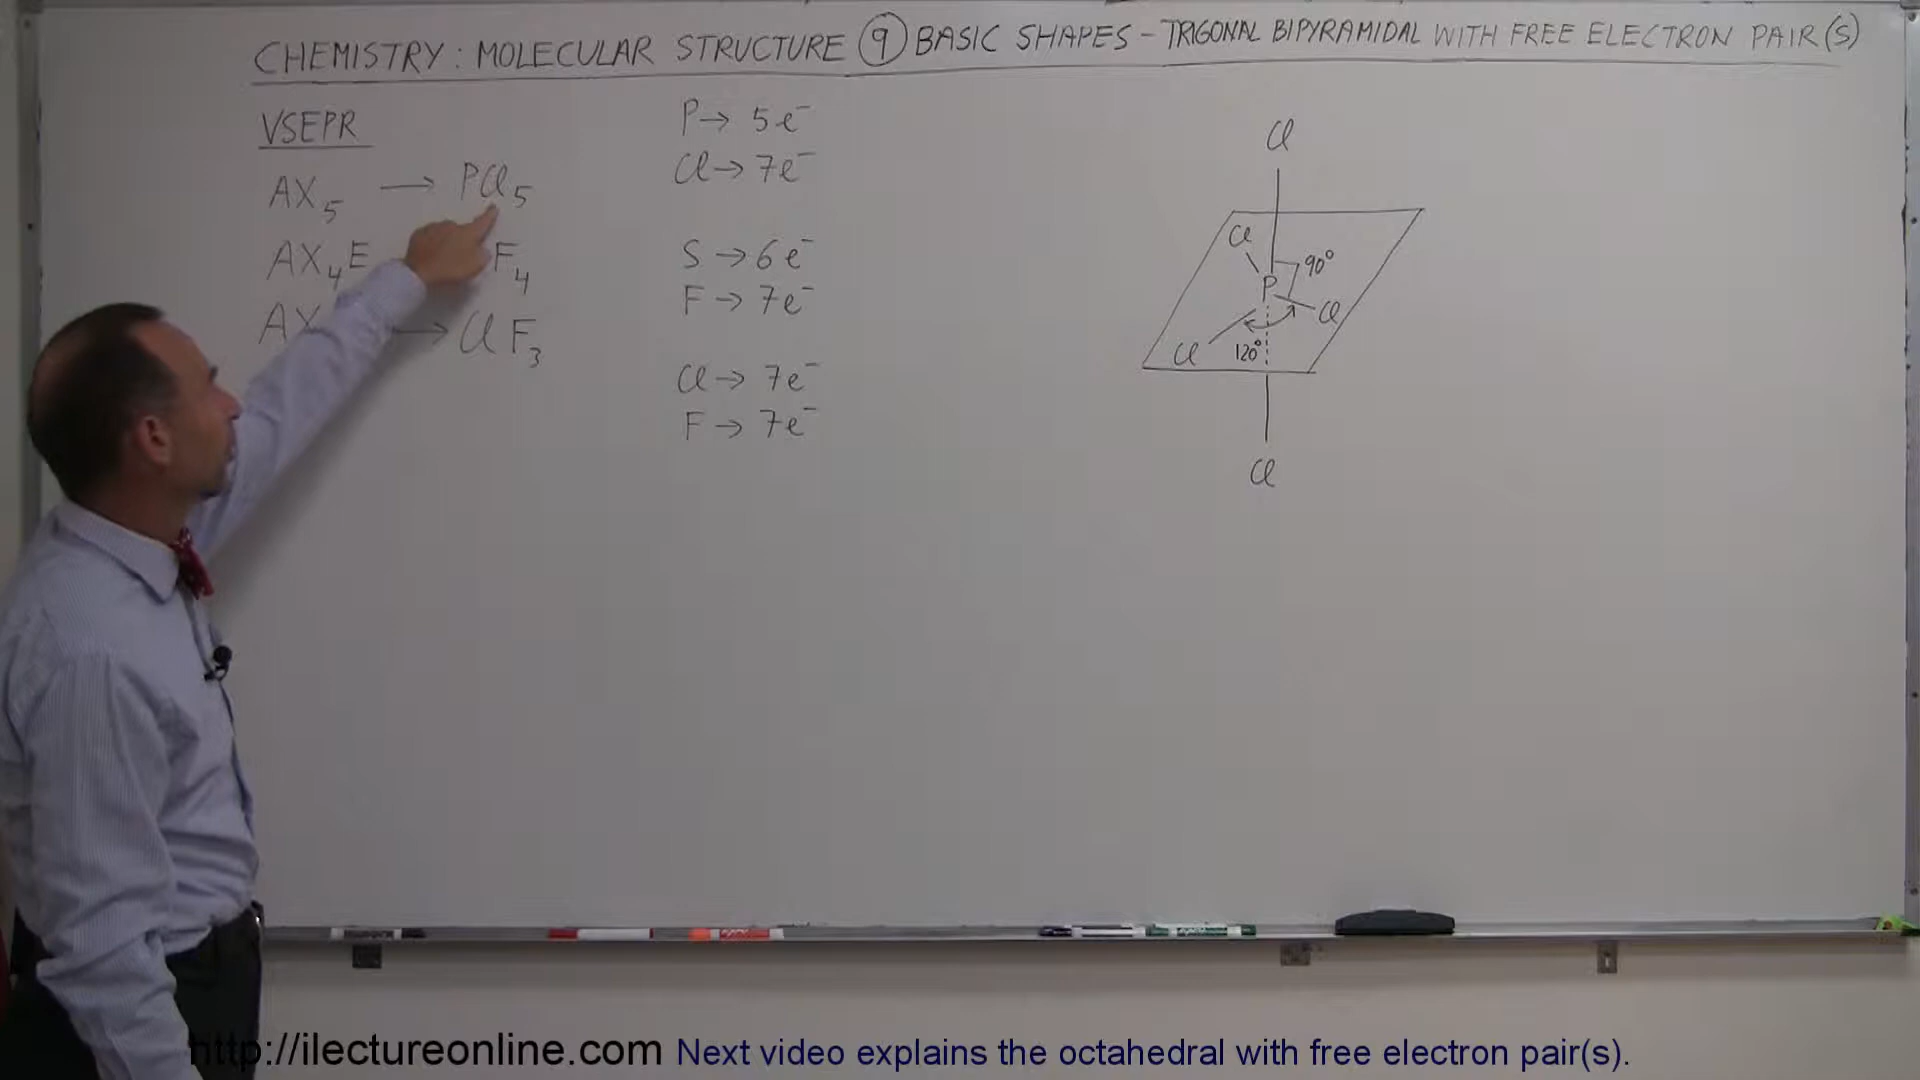 CHEMISTRY: MOLECULAR STRUCTURE 9 BASIC SHAPES - TRIGONAL BIPYRAMIDAL WITH FREE ELECTRON PAIR(S)
VSEPR
AX₅ → PCl₅
AX₄E F₄
AX → ClF₃
P → 5e⁻
Cl → 7e⁻
S → 6e⁻
F → 7e⁻
Cl → 7e⁻
F → 7e⁻
Cl
Cl
90°
P
Cl
Cl
120°
Cl
http://ilectureonline.com Next video explains the octahedral with free electron pair(s).